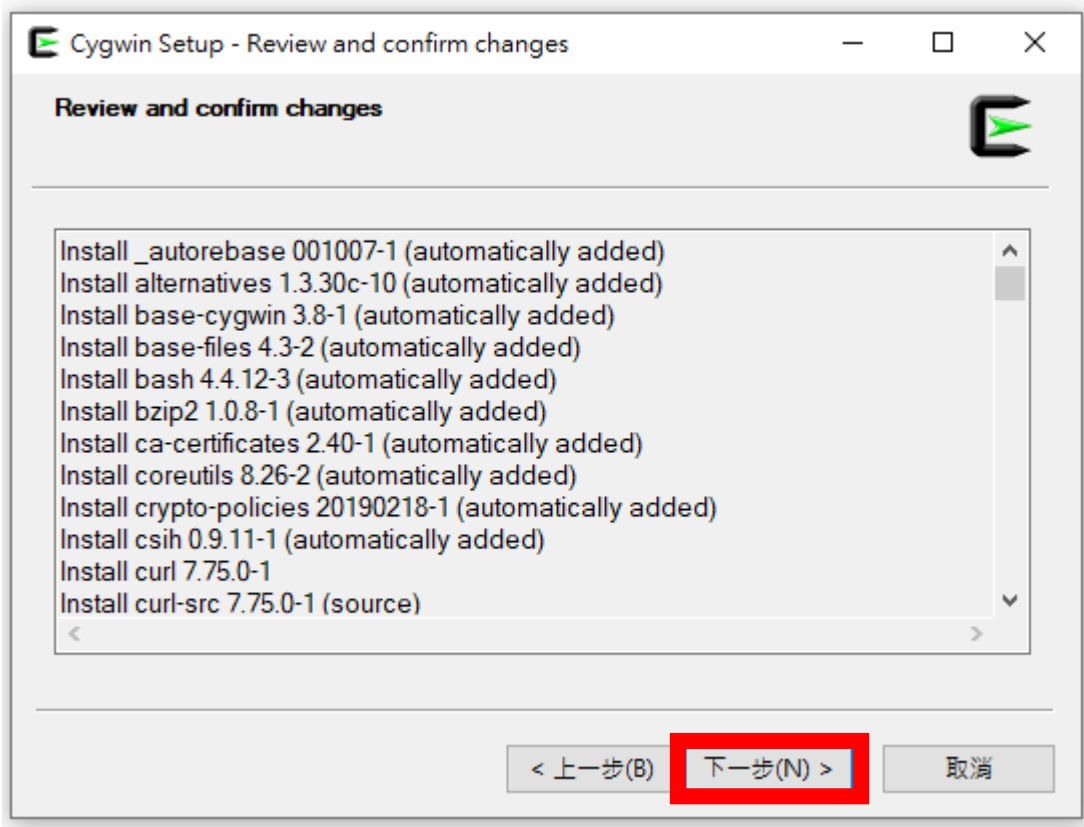 Cygwin Setup - Review and confirm changes
Review and confirm changes
Install _autorebase 001007-1 (automatically added)
Install alternatives 1.3.30c-10 (automatically added)
Install base-cygwin 3.8-1 (automatically added)
Install base-files 4.3-2 (automatically added)
Install bash 4.4.12-3 (automatically added)
Install bzip2 1.0.8-1 (automatically added)
Install ca-certificates 2.40-1 (automatically added)
Install coreutils 8.26-2 (automatically added)
Install crypto-policies 20190218-1 (automatically added)
Install csih 0.9.11-1 (automatically added)
Install curl 7.75.0-1
Install curl-src 7.75.0-1 (source)
< 上一步(B) 下一步(N) > 取消